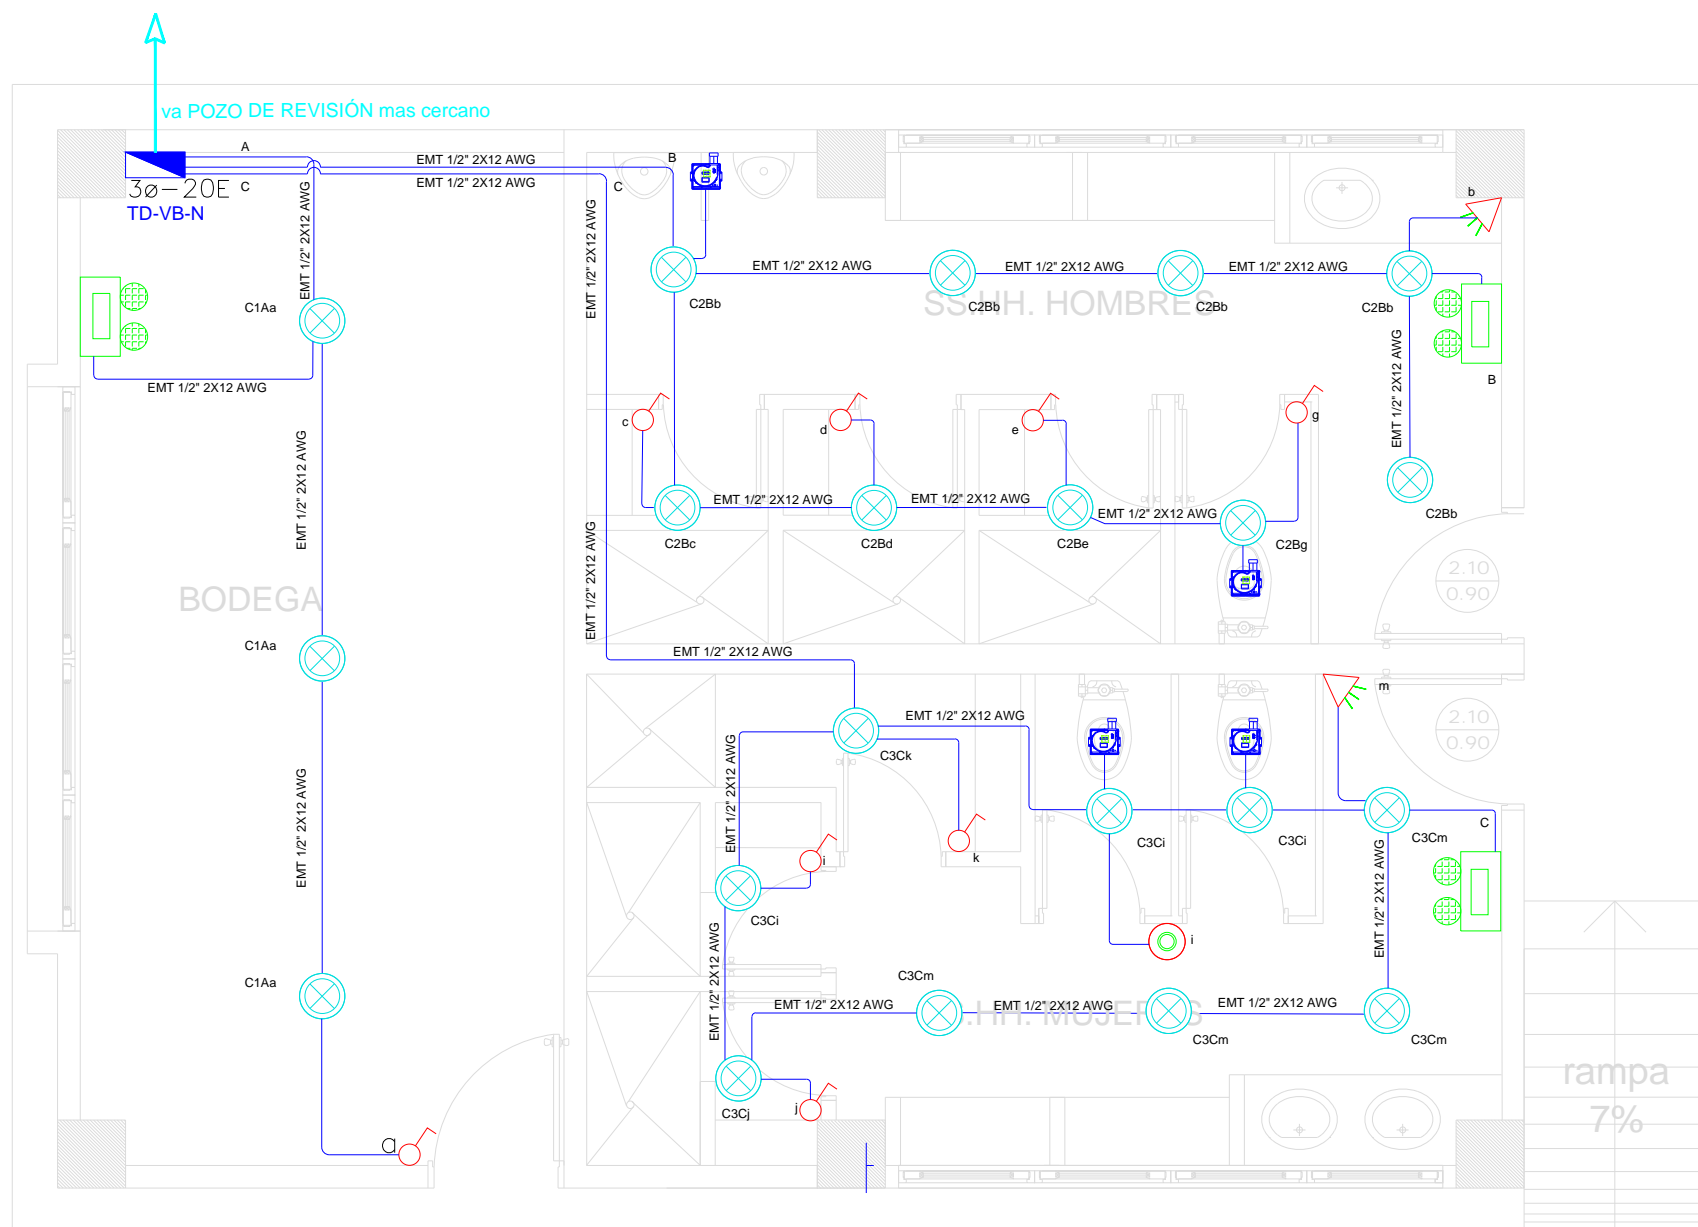 va POZO DE REVISIÓN mas cercano
A
EMT 1/2" 2X12 AWG
B
3ø-20E
C
EMT 1/2" 2X12 AWG
C
TD-VB-N
b
EMT 1/2" 2X12 AWG
EMT 1/2" 2X12 AWG
EMT 1/2" 2X12 AWG
EMT 1/2" 2X12 AWG
EMT 1/2" 2X12 AWG
C1Aa
C2Bb
SS.HH. HOMBRES
C2Bb
C2Bb
C2Bb
EMT 1/2" 2X12 AWG
B
EMT 1/2" 2X12 AWG
c
d
e
g
EMT 1/2" 2X12 AWG
EMT 1/2" 2X12 AWG
EMT 1/2" 2X12 AWG
EMT 1/2" 2X12 AWG
C2Bb
EMT 1/2" 2X12 AWG
C2Bc
C2Bd
C2Be
C2Bg
EMT 1/2" 2X12 AWG
2.10
0.90
BODEGA
C1Aa
EMT 1/2" 2X12 AWG
m
2.10
0.90
EMT 1/2" 2X12 AWG
C3Ck
EMT 1/2" 2X12 AWG
EMT 1/2" 2X12 AWG
C3Ci
C3Ci
C3Cm
C
i
k
EMT 1/2" 2X12 AWG
C3Ci
i
EMT 1/2" 2X12 AWG
C1Aa
C3Cm
EMT 1/2" 2X12 AWG
EMT 1/2" 2X12 AWG
EMT 1/2" 2X12 AWG
.HH. MUJERES
C3Cm
C3Cm
rampa
7%
C3Cj
j
a